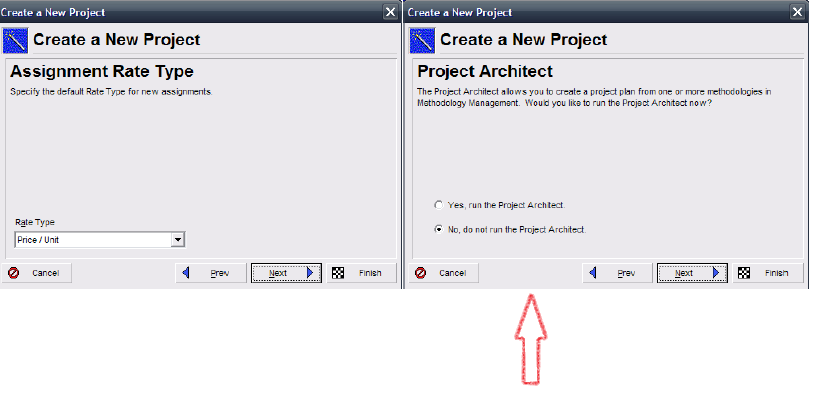 Create a New Project
Create a New Project
Assignment Rate Type
Specify the default Rate Type for new assignments.
Rate Type
Price / Unit
Cancel
Prev
Next
Finish
Create a New Project
Create a New Project
Project Architect
The Project Architect allows you to create a project plan from one or more methodologies in
Methodology Management. Would you like to run the Project Architect now?
Yes, run the Project Architect.
No, do not run the Project Architect.
Cancel
Prev
Next
Finish